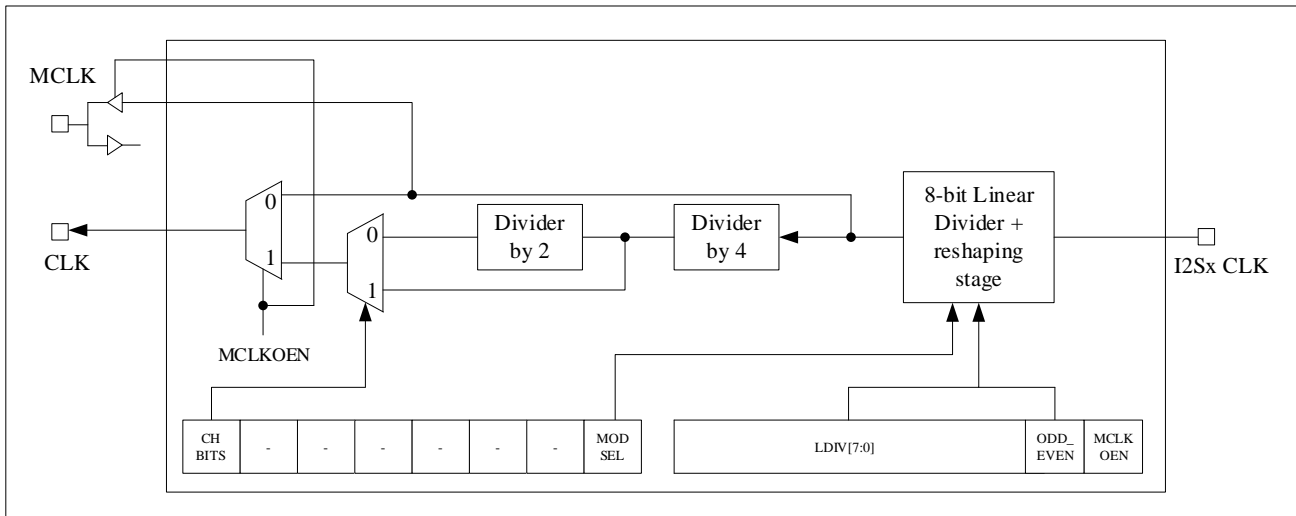 MCLK
CLK
0
1
0
1
Divider
by 2
Divider
by 4
8-bit Linear
Divider +
reshaping
stage
I2Sx CLK
MCLKOEN
CH
BITS
-
-
-
-
-
-
MOD
SEL
LDIV[7:0]
ODD_
EVEN
MCLK
OEN